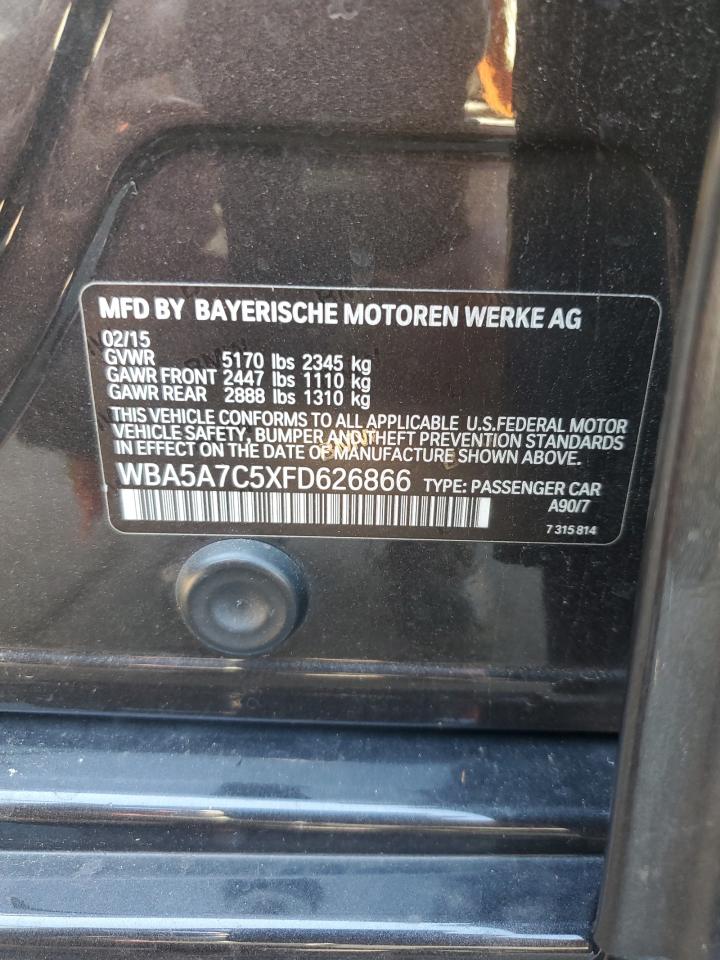 MFD BY BAYERISCHE MOTOREN WERKE AG
02/15
GVWR 5170 lbs 2345 kg
GAWR FRONT 2447 lbs 1110 kg
GAWR REAR 2888 lbs 1310 kg
THIS VEHICLE CONFORMS TO ALL APPLICABLE U.S.FEDERAL MOTOR
VEHICLE SAFETY, BUMPER AND THEFT PREVENTION STANDARDS
IN EFFECT ON THE DATE OF MANUFACTURE SHOWN ABOVE.
WBA5A7C5XFD626866 TYPE: PASSENGER CAR
A90/7
7 315 814